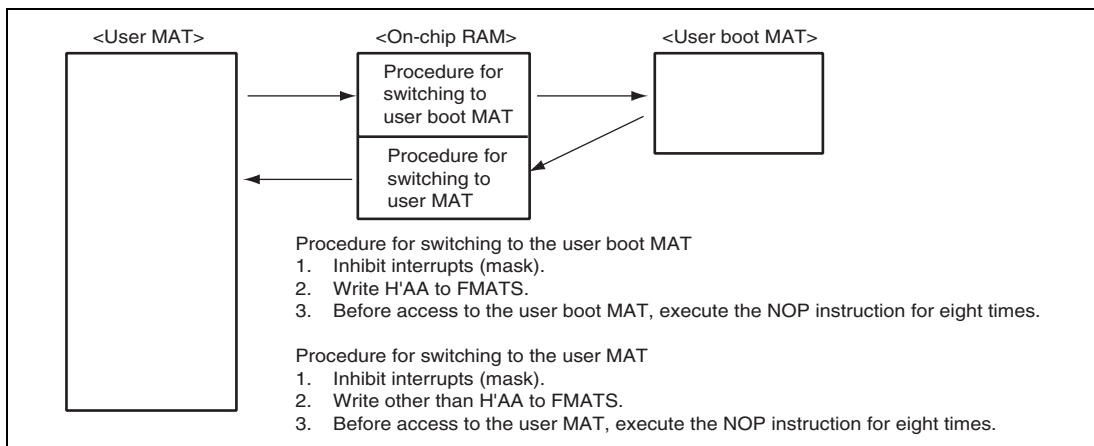 <User MAT> <On-chip RAM> <User boot MAT>
Procedure for
switching to
user boot MAT
Procedure for
switching to
user MAT
Procedure for switching to the user boot MAT
1. Inhibit interrupts (mask).
2. Write H'AA to FMATS.
3. Before access to the user boot MAT, execute the NOP instruction for eight times.
Procedure for switching to the user MAT
1. Inhibit interrupts (mask).
2. Write other than H'AA to FMATS.
3. Before access to the user MAT, execute the NOP instruction for eight times.